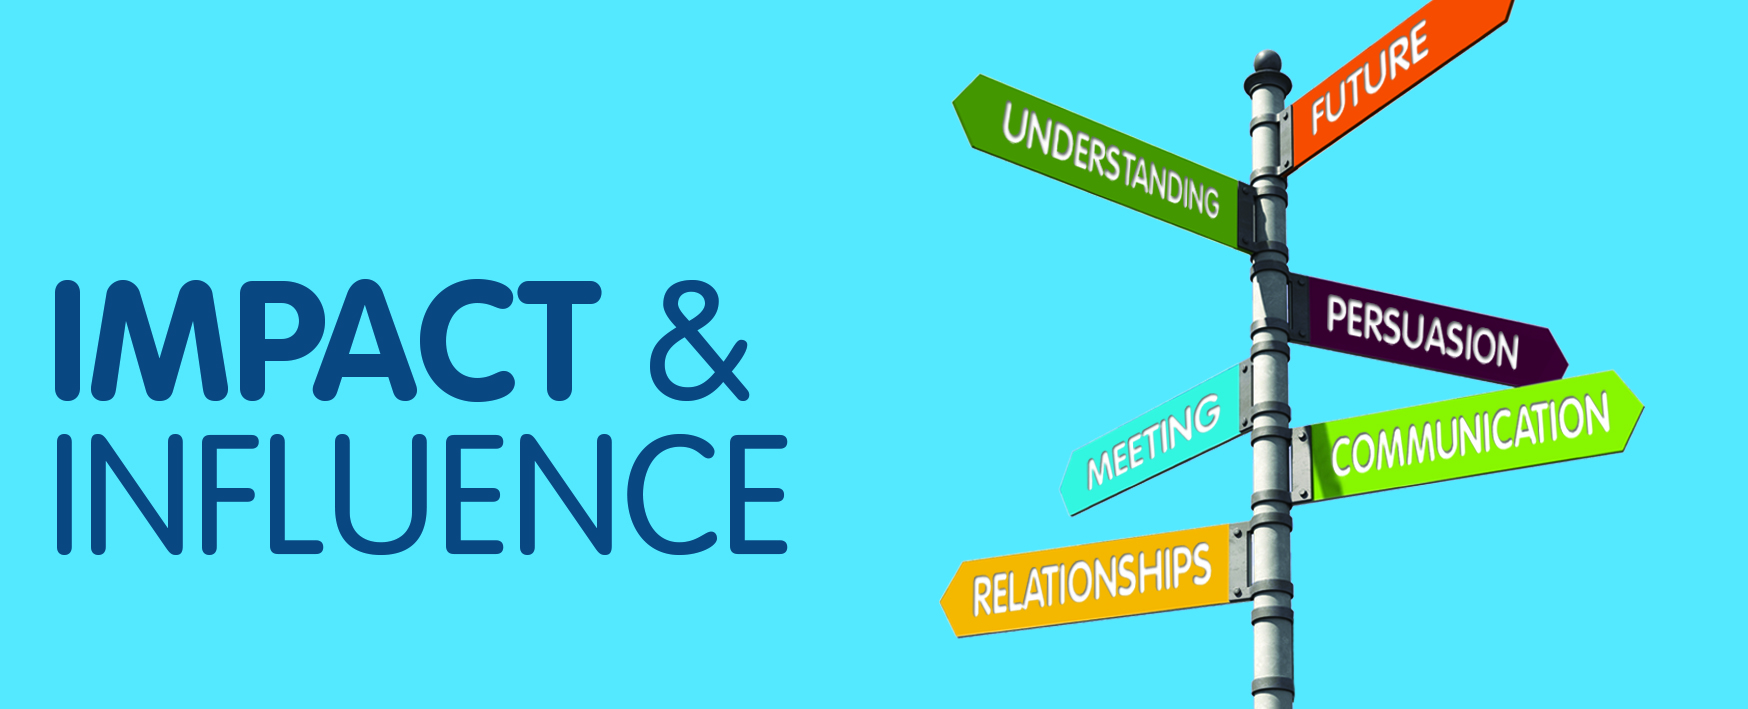 IMPACT &
INFLUENCE
FUTURE
UNDERSTANDING
PERSUASION
MEETING
COMMUNICATION
RELATIONSHIPS